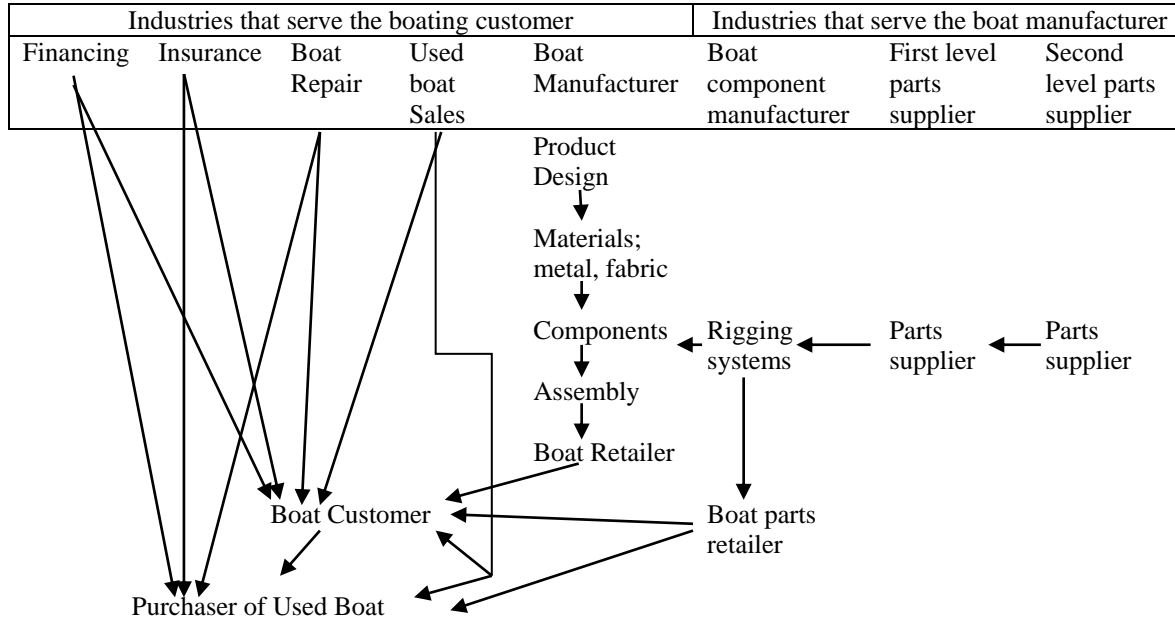 Industries that serve the boating customer
Industries that serve the boat manufacturer
Financing
Insurance
Boat
Repair
Used
boat
Sales
Boat
Manufacturer
Boat
component
manufacturer
First level
parts
supplier
Second
level parts
supplier
Product
Design
Materials;
metal, fabric
Components
Rigging
systems
Parts
supplier
Parts
supplier
Assembly
Boat Retailer
Boat Customer
Boat parts
retailer
Purchaser of Used Boat